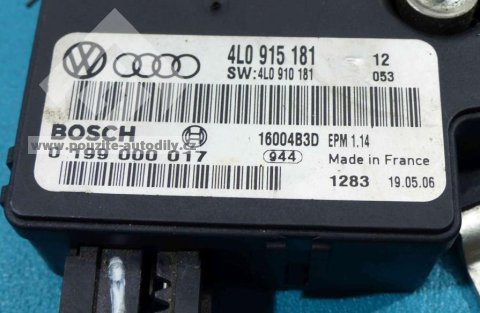 4L0 915 181 12
SW:4L0 910 181 053
BOSCH 16004B3D EPM 1.14
www.pouzite-autodily.cz
0 199 000 017 944 Made in France
1283 19.05.06